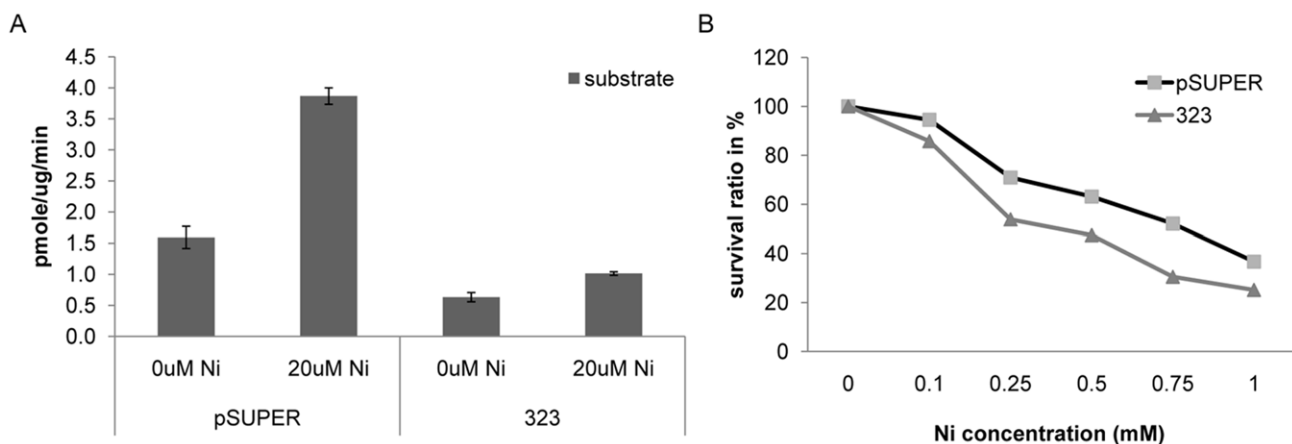 A
pmole/ug/min
4.5
4.0
3.5
3.0
2.5
2.0
1.5
1.0
0.5
0.0
substrate
0uM Ni 20uM Ni 0uM Ni 20uM Ni
pSUPER 323
B
survival ratio in %
120
100
80
60
40
20
0
pSUPER
323
0 0.1 0.25 0.5 0.75 1
Ni concentration (mM)